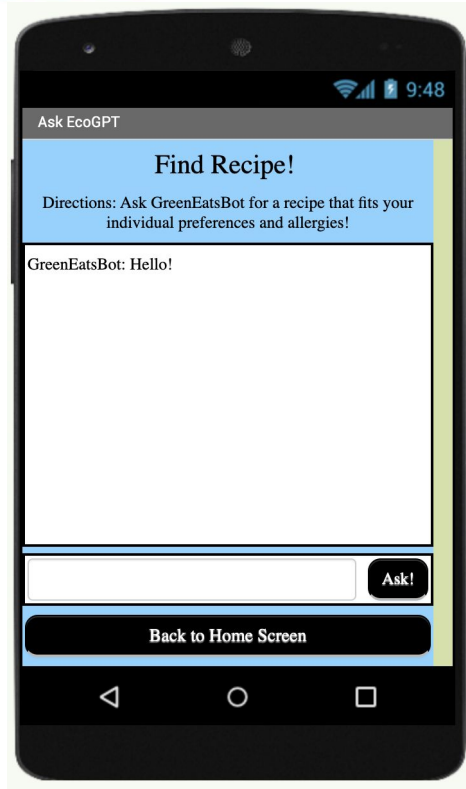 9:48
Ask EcoGPT
Find Recipe!
Directions: Ask GreenEatsBot for a recipe that fits your
individual preferences and allergies!
GreenEatsBot: Hello!
Ask!
Back to Home Screen